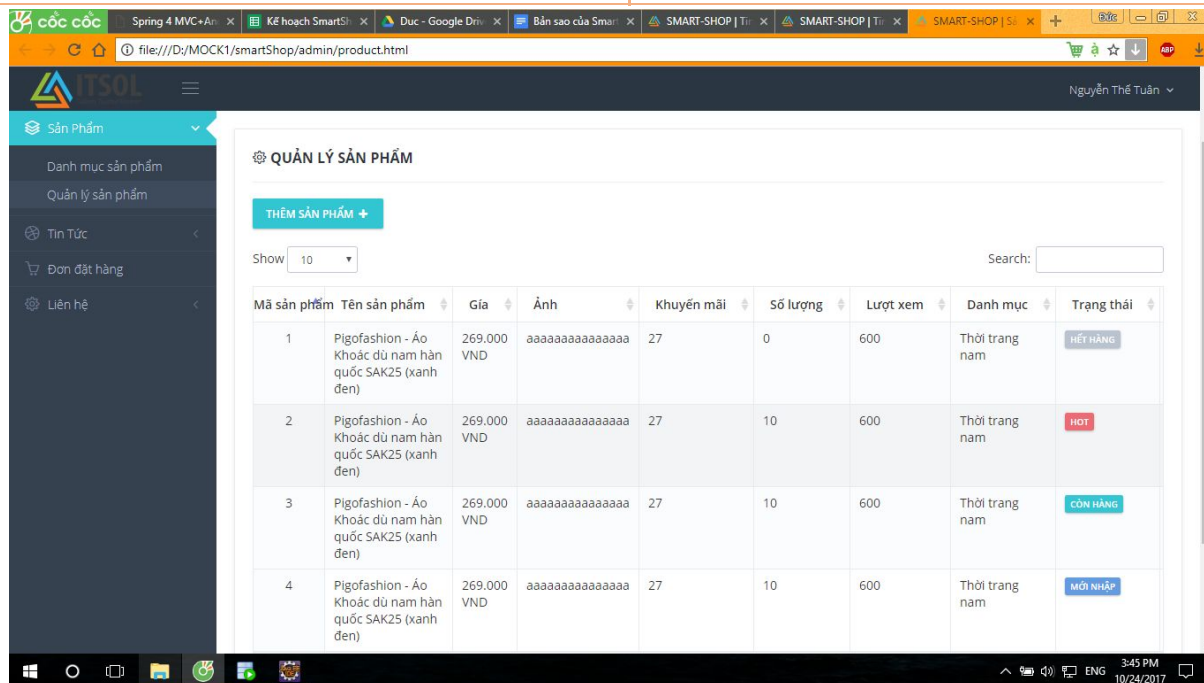 cốc cốc
Spring 4 MVC+An
Kế hoạch SmartSh
Duc - Google Driv
Bản sao của Smar
SMART-SHOP | Tir
SMART-SHOP | Tir
SMART-SHOP | Sả
Đức
file:///D:/MOCK1/smartShop/admin/product.html
ABP
ITSOL
Nguyễn Thế Tuân
Sản Phẩm
Danh mục sản phẩm
Quản lý sản phẩm
Tin Tức
Đơn đặt hàng
Liên hệ
QUẢN LÝ SẢN PHẨM
THÊM SẢN PHẨM +
Show 10
Search:
Mã sản phẩm Tên sản phẩm Gía Ảnh Khuyến mãi Số lượng Lượt xem Danh mục Trạng thái
1 Pigofashion - Áo 269.000 aaaaaaaaaaaaaaa 27 0 600 Thời trang HẾT HÀNG
Khoác dù nam hàn VND nam
quốc SAK25 (xanh
đen)
2 Pigofashion - Áo 269.000 aaaaaaaaaaaaaaa 27 10 600 Thời trang HOT
Khoác dù nam hàn VND nam
quốc SAK25 (xanh
đen)
3 Pigofashion - Áo 269.000 aaaaaaaaaaaaaaa 27 10 600 Thời trang CÒN HÀNG
Khoác dù nam hàn VND nam
quốc SAK25 (xanh
đen)
4 Pigofashion - Áo 269.000 aaaaaaaaaaaaaaa 27 10 600 Thời trang MỚI NHẬP
Khoác dù nam hàn VND nam
quốc SAK25 (xanh
đen)
ENG
3:45 PM
10/24/2017